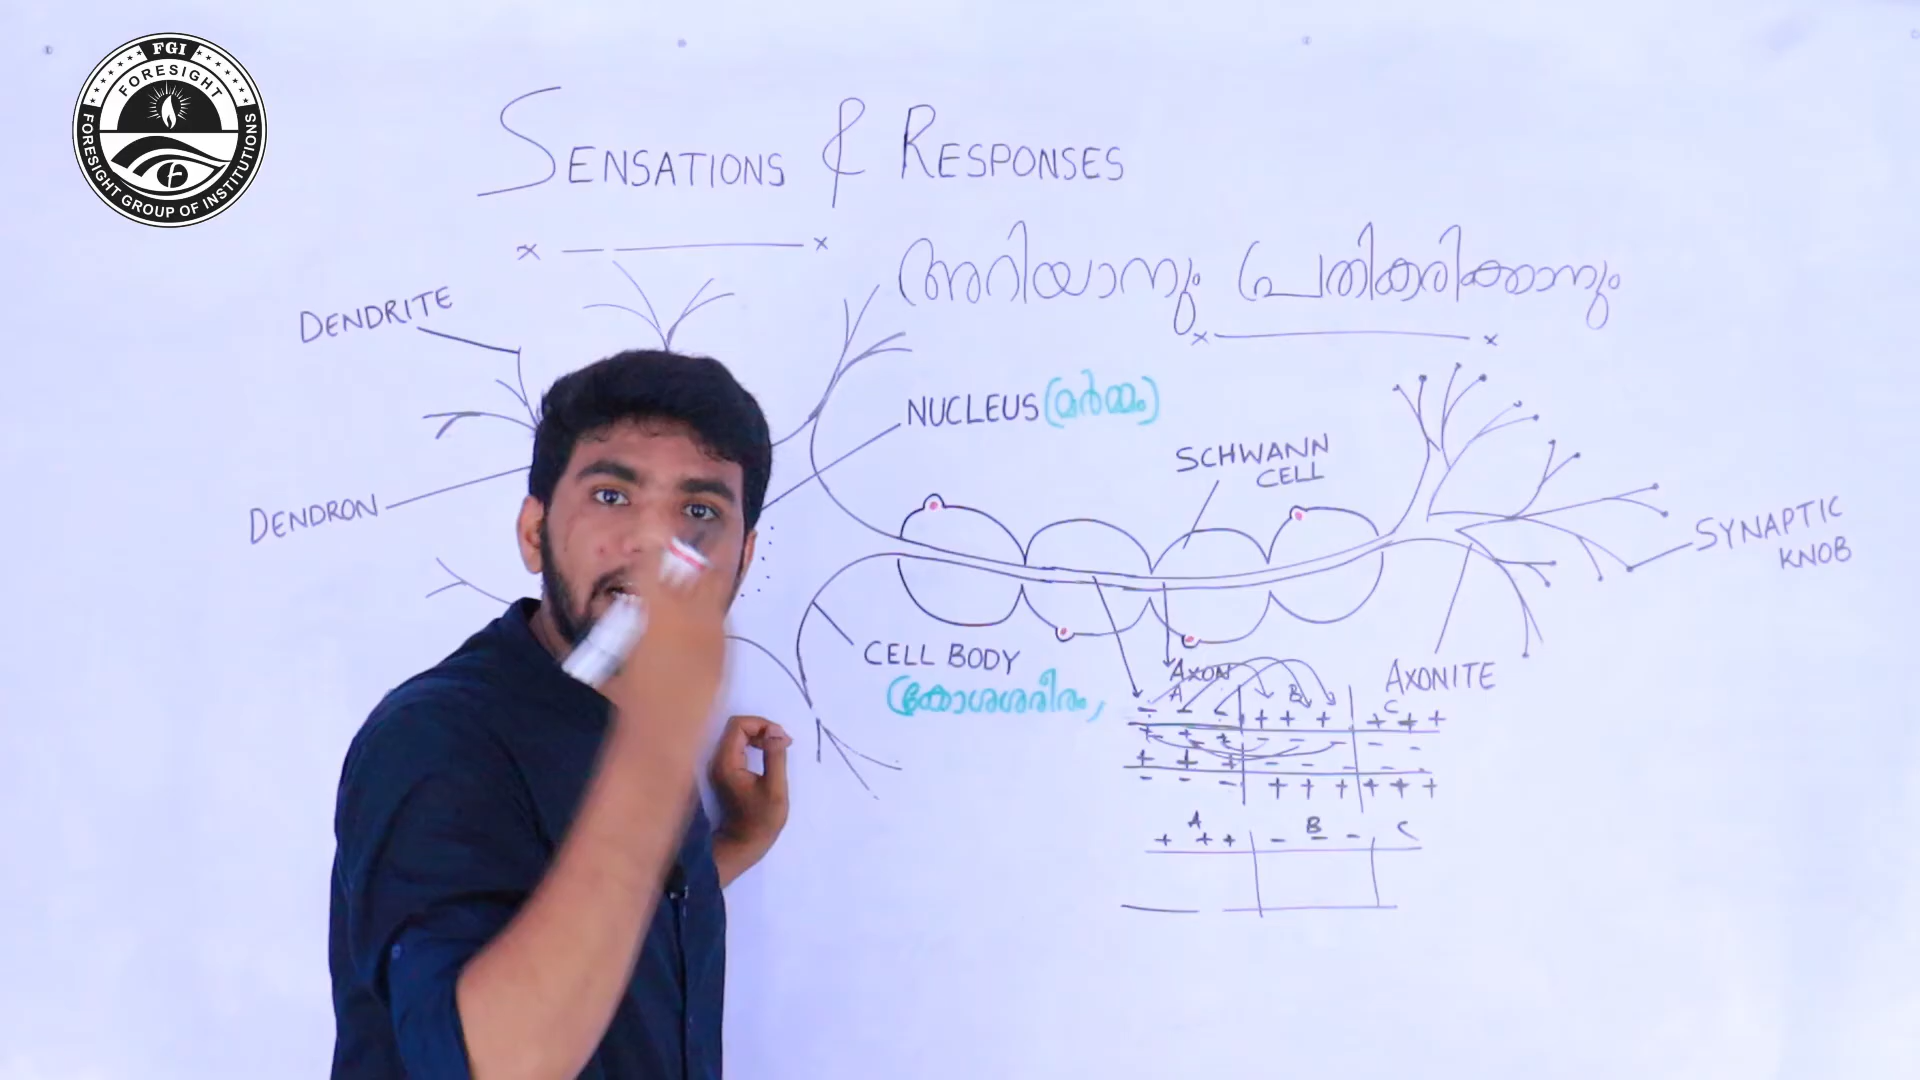 FGI
FORESIGHT
FORESIGHT GROUP OF INSTITUTIONS
SENSATIONS & RESPONSES
x ——— x
അറിയാനും പ്രതികരിക്കാനും
x ——— x
DENDRITE
NUCLEUS (മർമ്മം)
SCHWANN
CELL
DENDRON
SYNAPTIC
KNOB
CELL BODY
(കോശശരീരം)
AXON
AXONITE
A B C
- - - + + + + + +
+ + + - - - - -
+ + + - - - - -
- - - + + + + + +
A B C
+ + + - - -